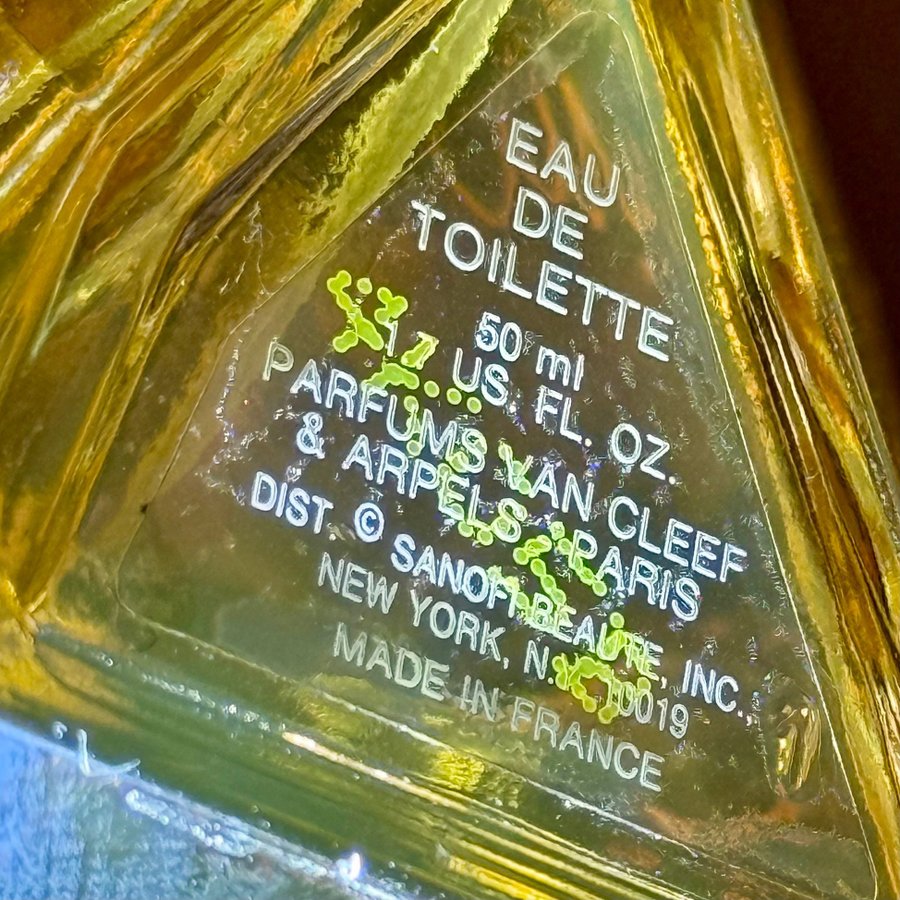 EAU
DE
TOILETTE
50 ml
1.7 US FL. OZ.
PARFUMS VAN CLEEF
& ARPELS PARIS
DIST © SANOFI BEAUTE, INC.
NEW YORK, N.Y. 10019
MADE IN FRANCE